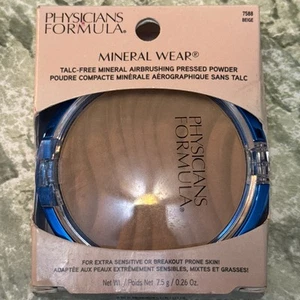 PHYSICIANS
FORMULA®
7588
BEIGE
MINERAL WEAR®
TALC-FREE MINERAL AIRBRUSHING PRESSED POWDER
POUDRE COMPACTE MINÉRALE AÉROGRAPHIQUE SANS TALC
PHYSICIANS
FORMULA®
FOR EXTRA SENSITIVE OR BREAKOUT PRONE SKIN!
ADAPTÉE AUX PEAUX EXTRÊMEMENT SENSIBLES, MIXTES ET GRASSES!
Net Wt. / Poids Net 7.5 g / 0.26 Oz.